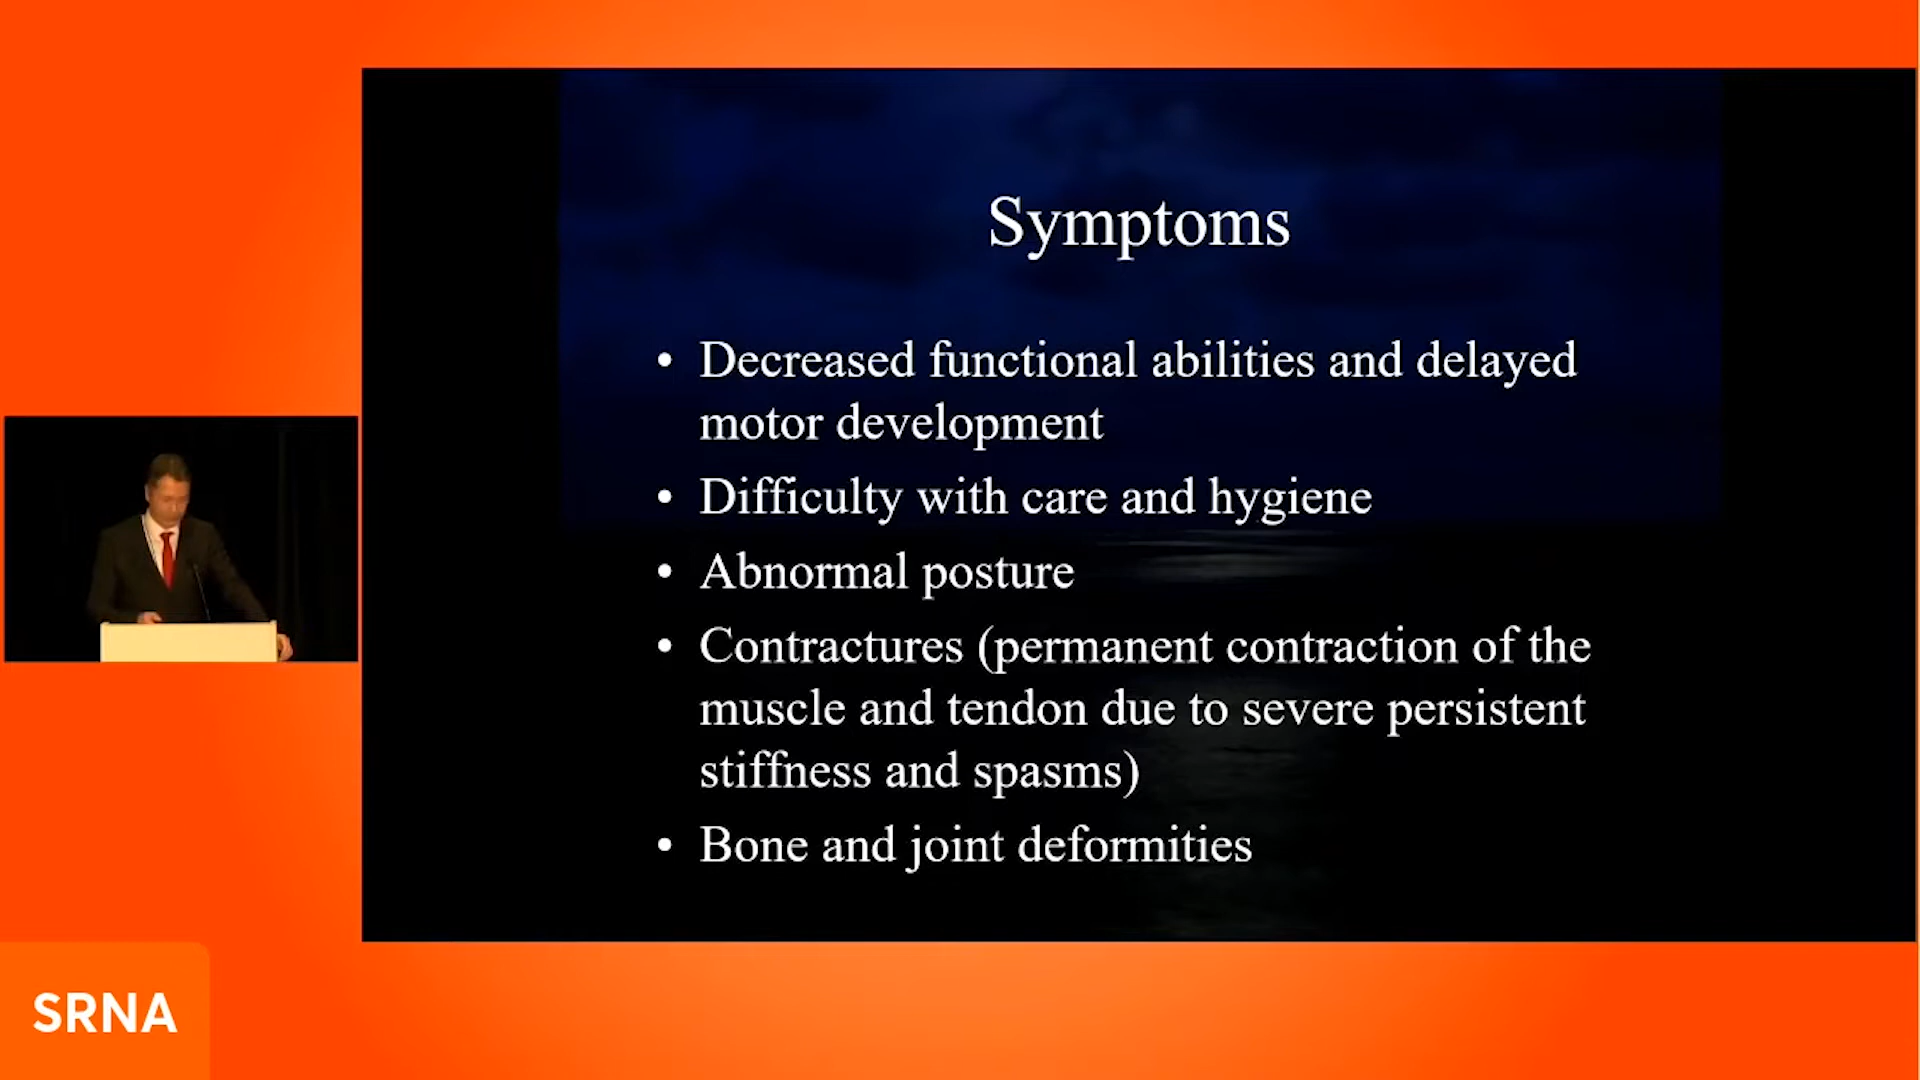 Symptoms
• Decreased functional abilities and delayed
motor development
• Difficulty with care and hygiene
• Abnormal posture
• Contractures (permanent contraction of the
muscle and tendon due to severe persistent
stiffness and spasms)
• Bone and joint deformities
SRNA